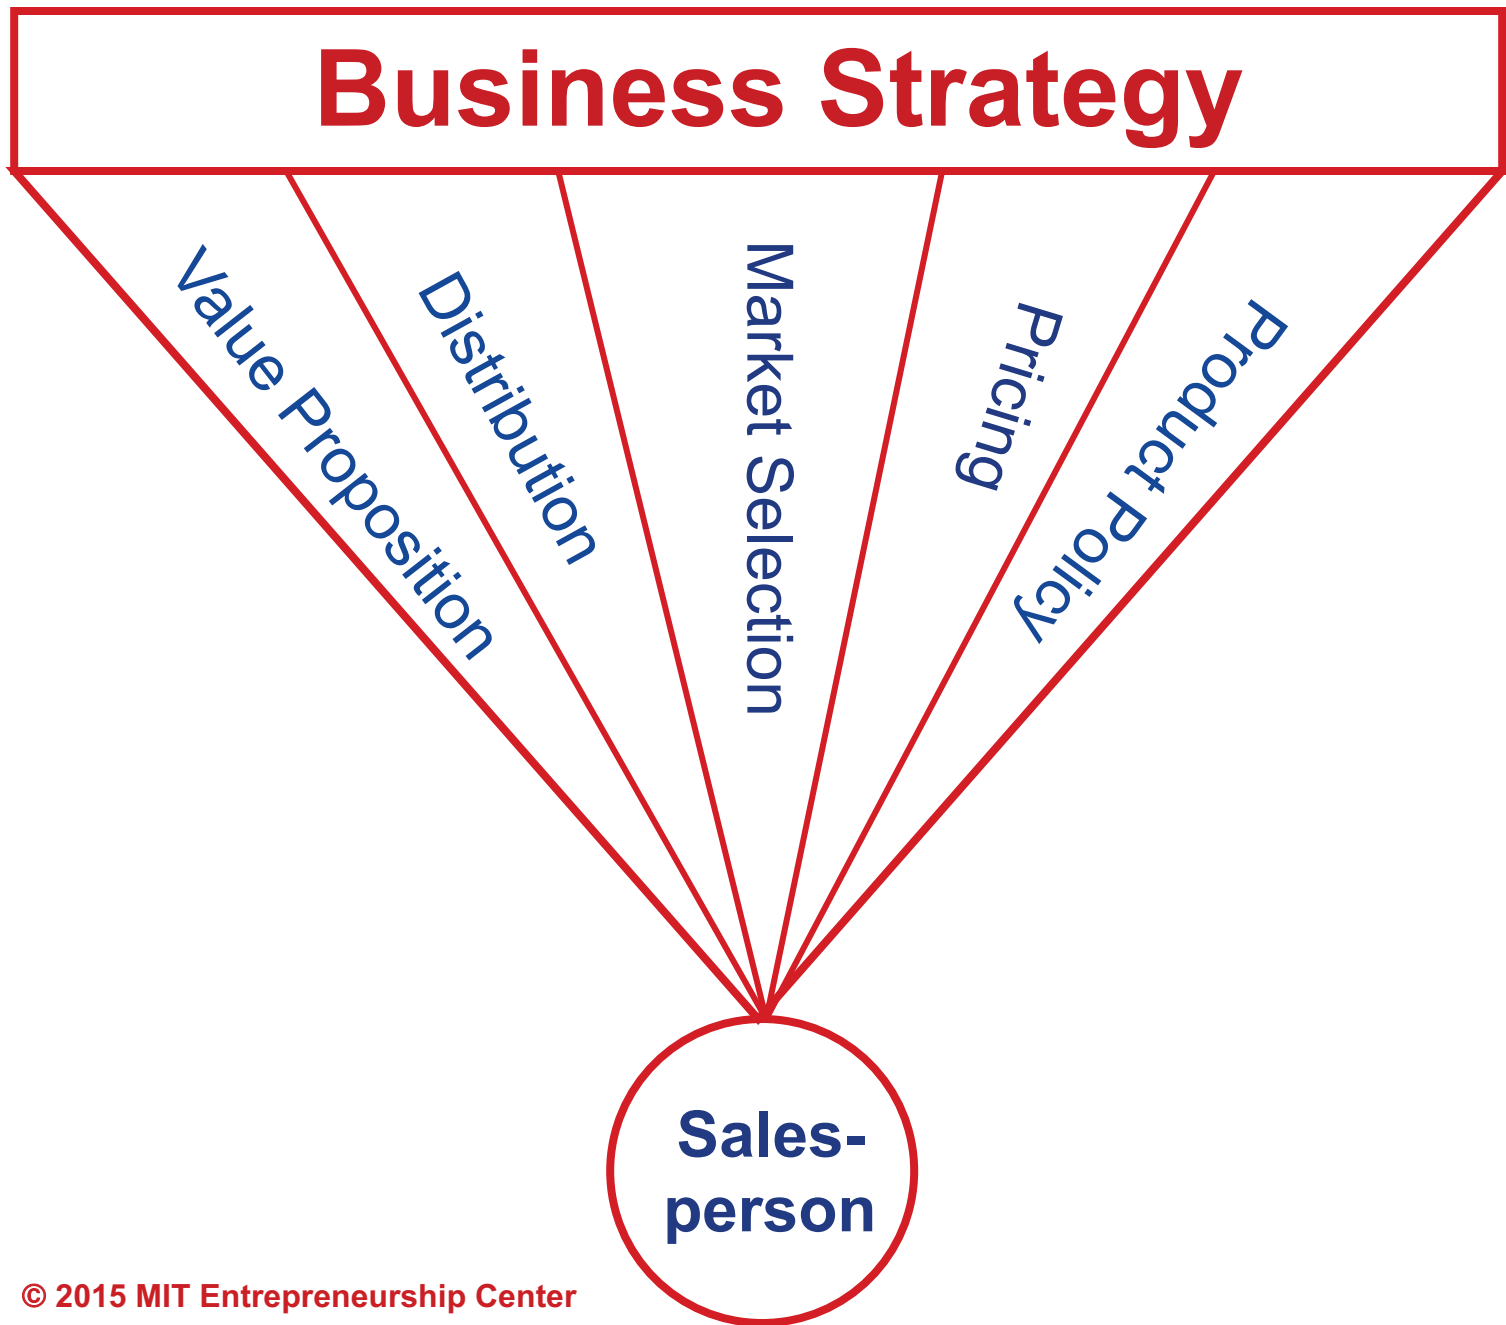 Business Strategy
Value Proposition
Distribution
Market Selection
Pricing
Product Policy
Sales-
person
© 2015 MIT Entrepreneurship Center